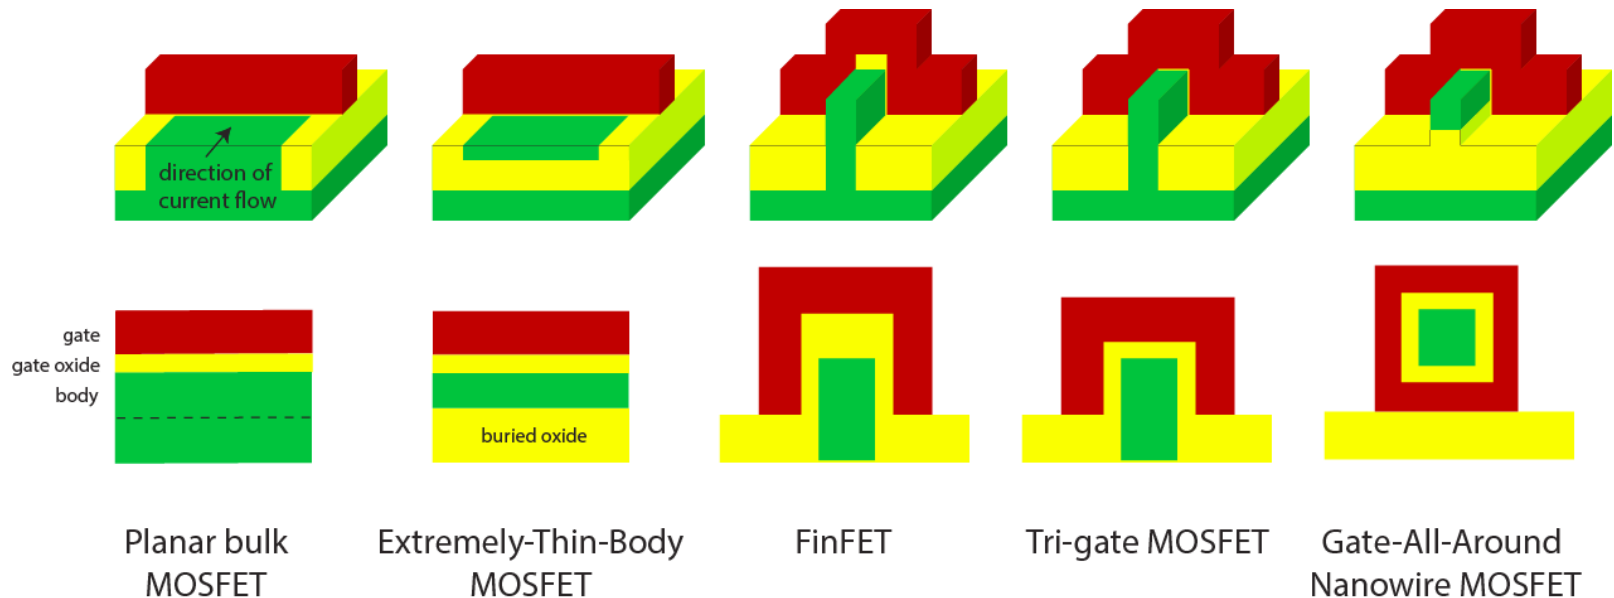 direction of
current flow
gate
gate oxide
body
buried oxide
Planar bulk
MOSFET
Extremely-Thin-Body
MOSFET
FinFET
Tri-gate MOSFET
Gate-All-Around
Nanowire MOSFET